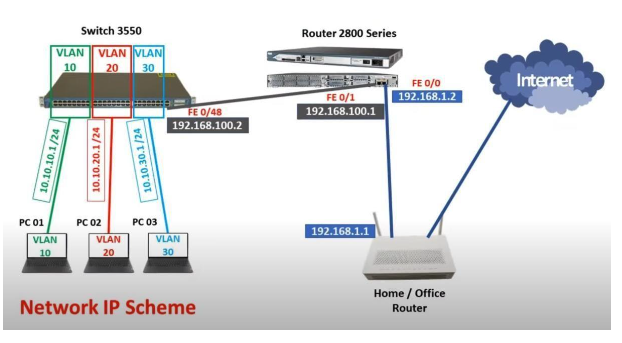 Switch 3550
VLAN
10
VLAN
20
VLAN
30
Router 2800 Series
FE 0/0
192.168.1.2
FE 0/1
192.168.100.1
FE 0/48
192.168.100.2
Internet
10.10.10.1/24
10.10.20.1/24
10.10.30.1/24
PC 01
PC 02
PC 03
VLAN
10
VLAN
20
VLAN
30
192.168.1.1
Home / Office
Router
Network IP Scheme